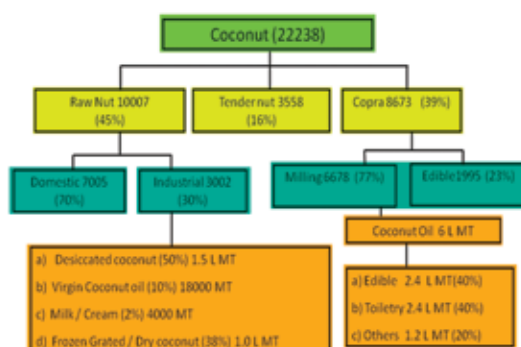 Coconut (22238)
Raw Nut 10007
(45%)
Tender nut 3558
(16%)
Copra 8673 (39%)
Domestic 7005
(70%)
Industrial 3002
(30%)
Milling 6678 (77%)
Edible1995 (23%)
a) Desiccated coconut (50%) 1.5 L MT
b) Virgin Coconut oil (10%) 18000 MT
c) Milk / Cream (2%) 4000 MT
d) Frozen Grated / Dry coconut (38%) 1.0 L MT
Coconut Oil 6 L MT
a) Edible 2.4 L MT(40%)
b) Toiletry 2.4 L MT (40%)
c) Others 1.2 L MT (20%)